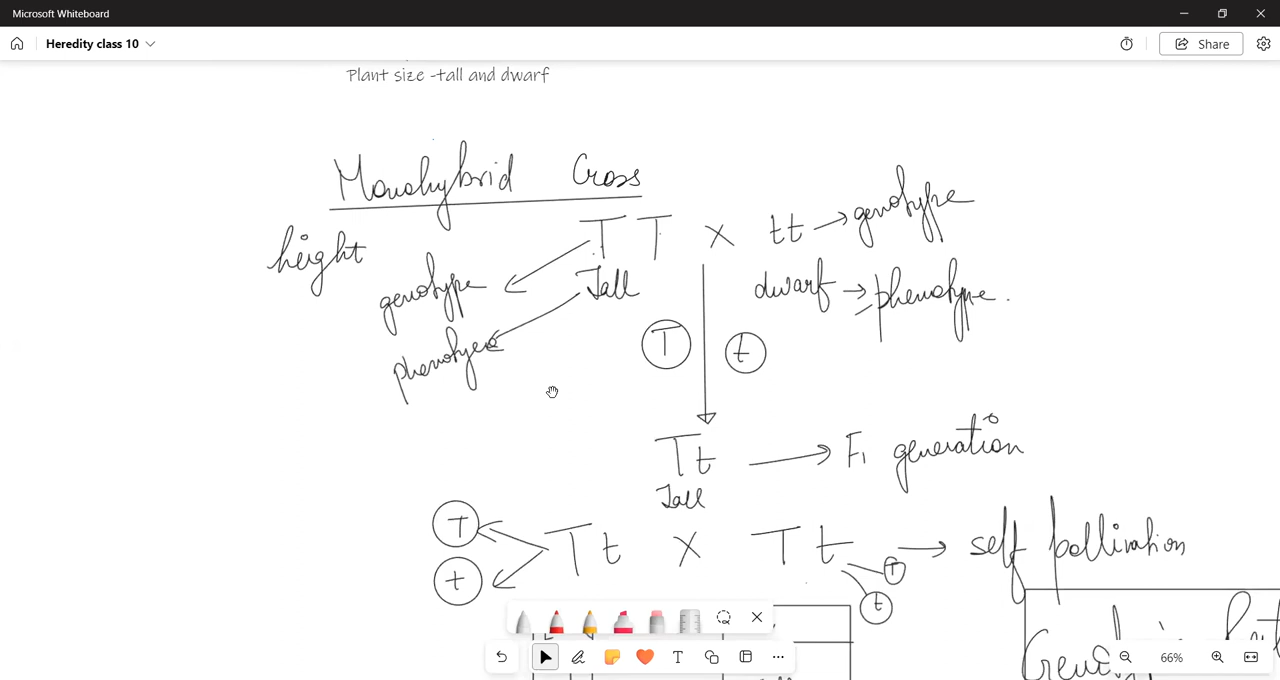 Microsoft Whiteboard
Heredity class 10
Share
Plant size -tall and dwarf
Monohybrid Cross
height
TT x tt → genotype
genotype Tall dwarf → phenotype.
phenotype
T t
Tt → F1 generation
Tall
T
t
Tt x Tt → self pollination
T
t
66%